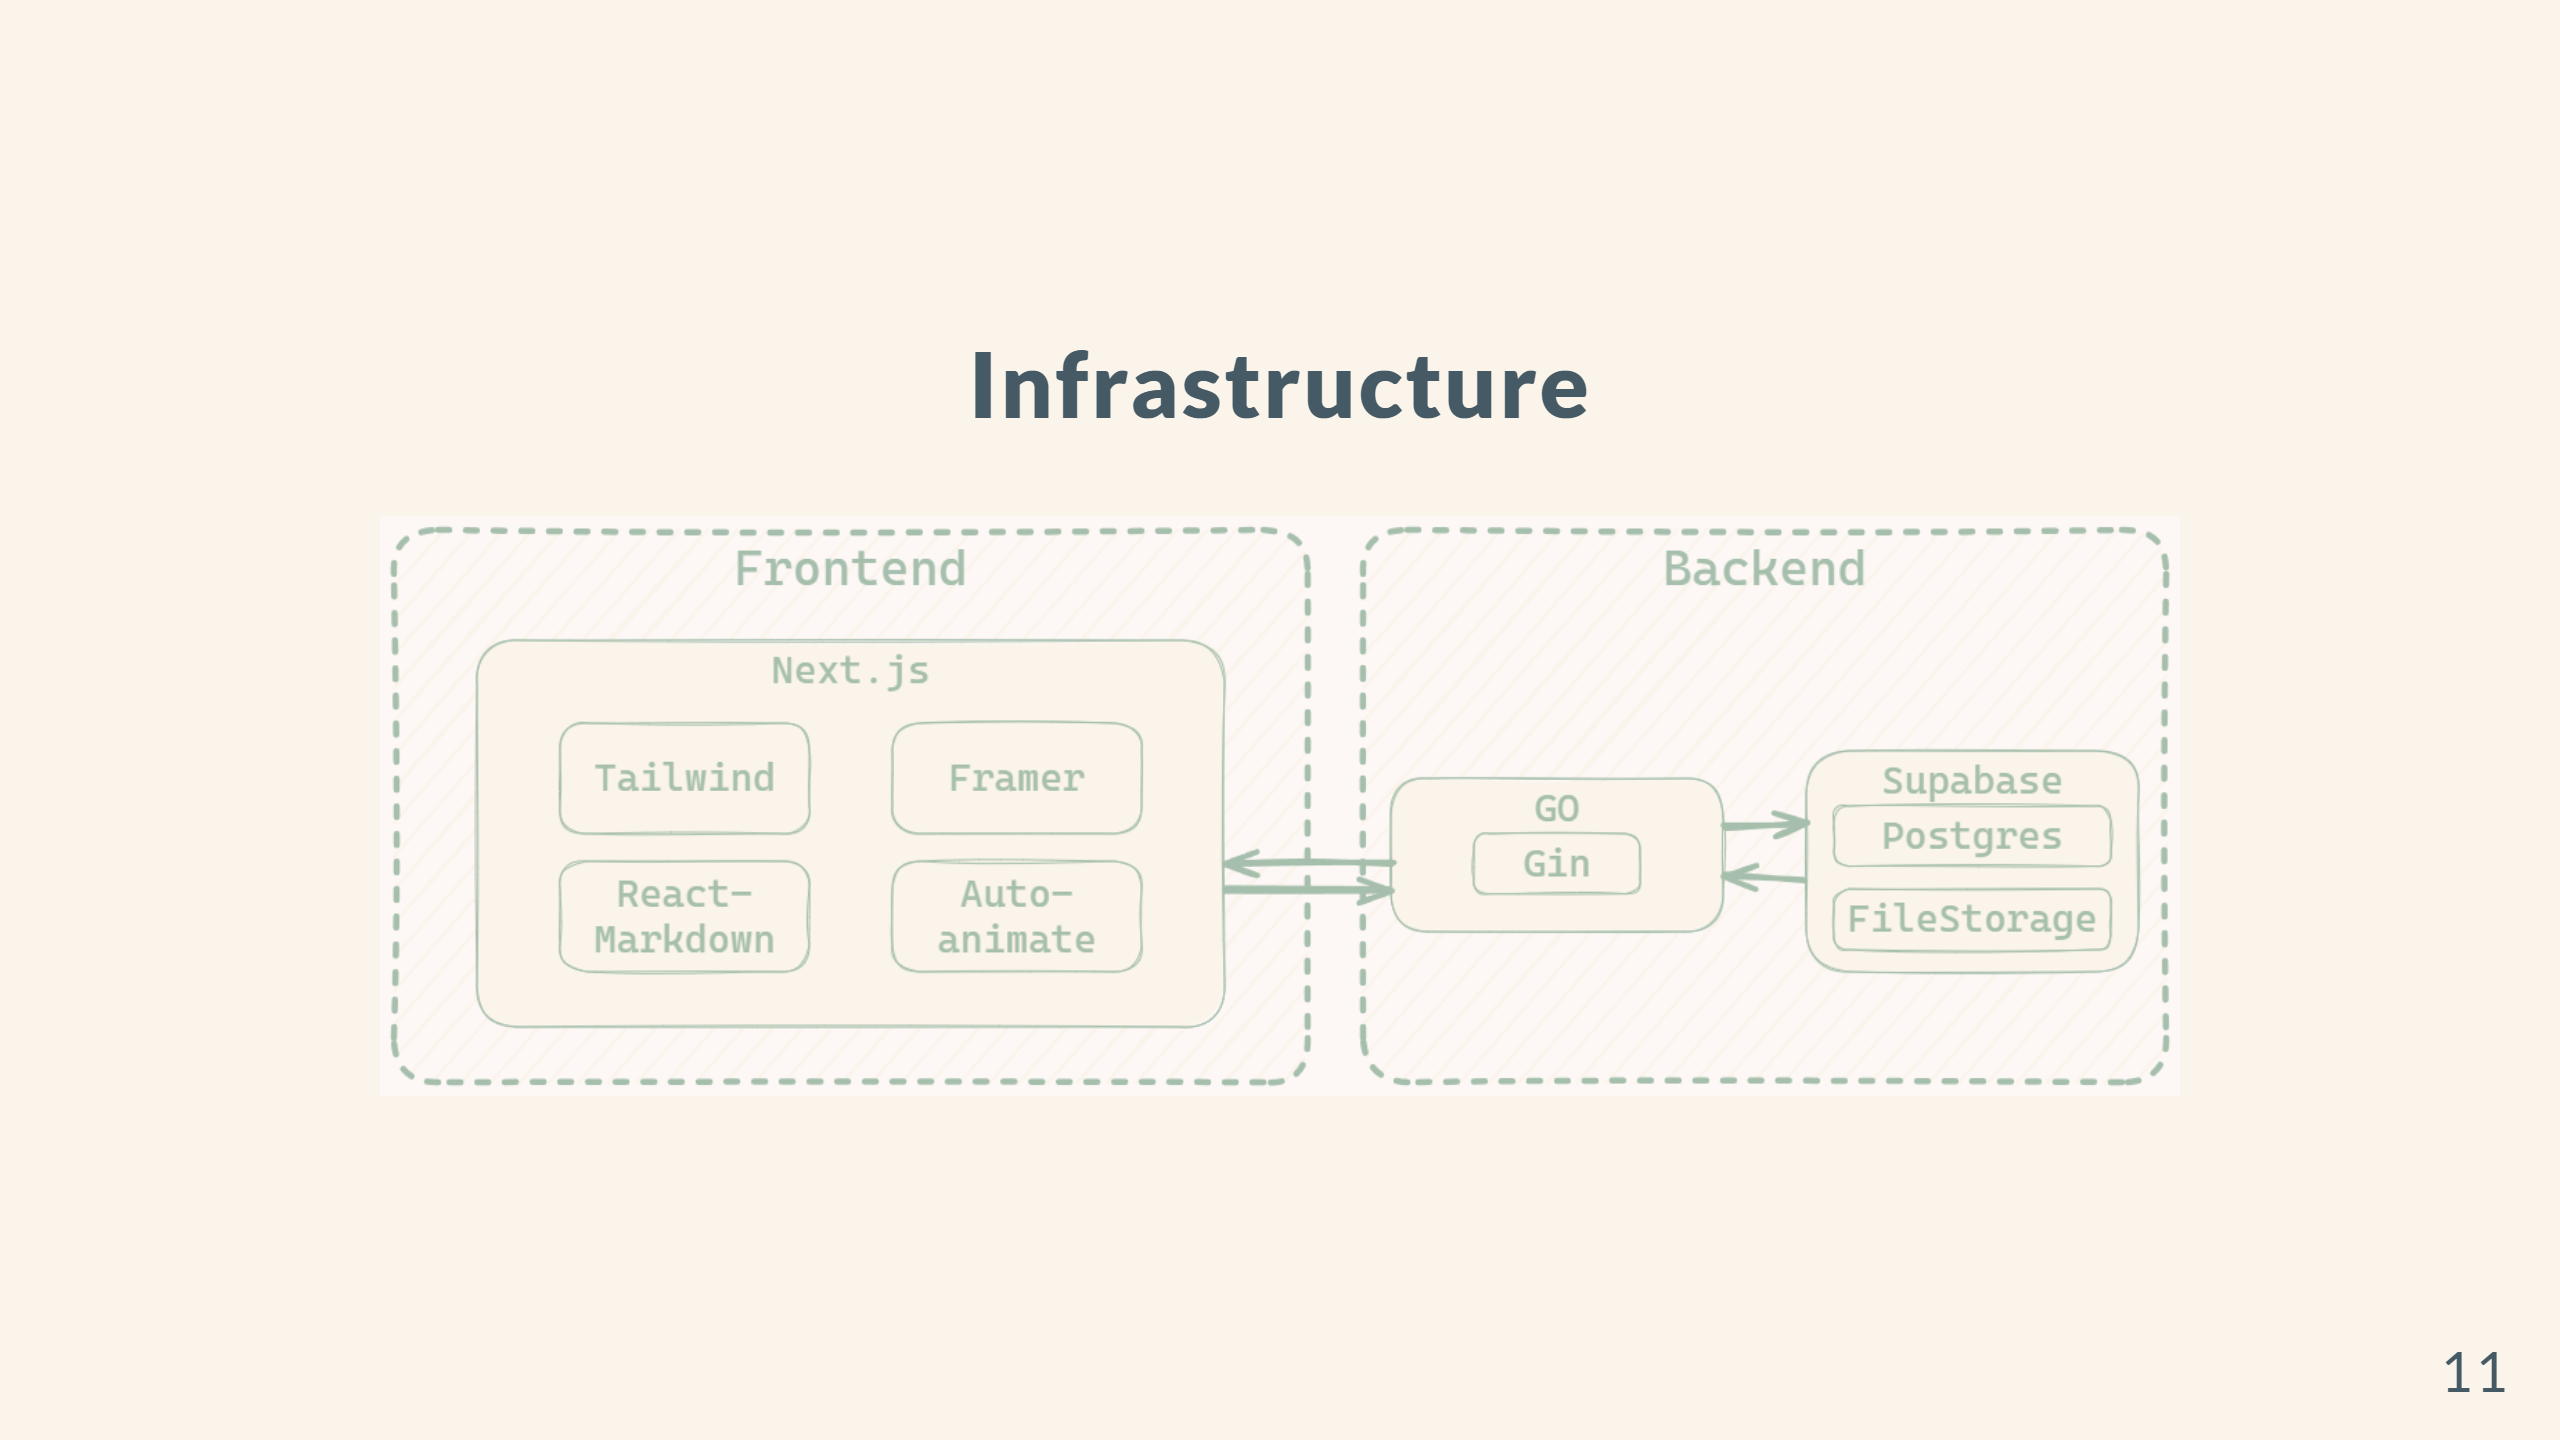 Infrastructure
Frontend
Next.js
Tailwind
Framer
React-
Markdown
Auto-
animate
Backend
GO
Gin
Supabase
Postgres
FileStorage
11